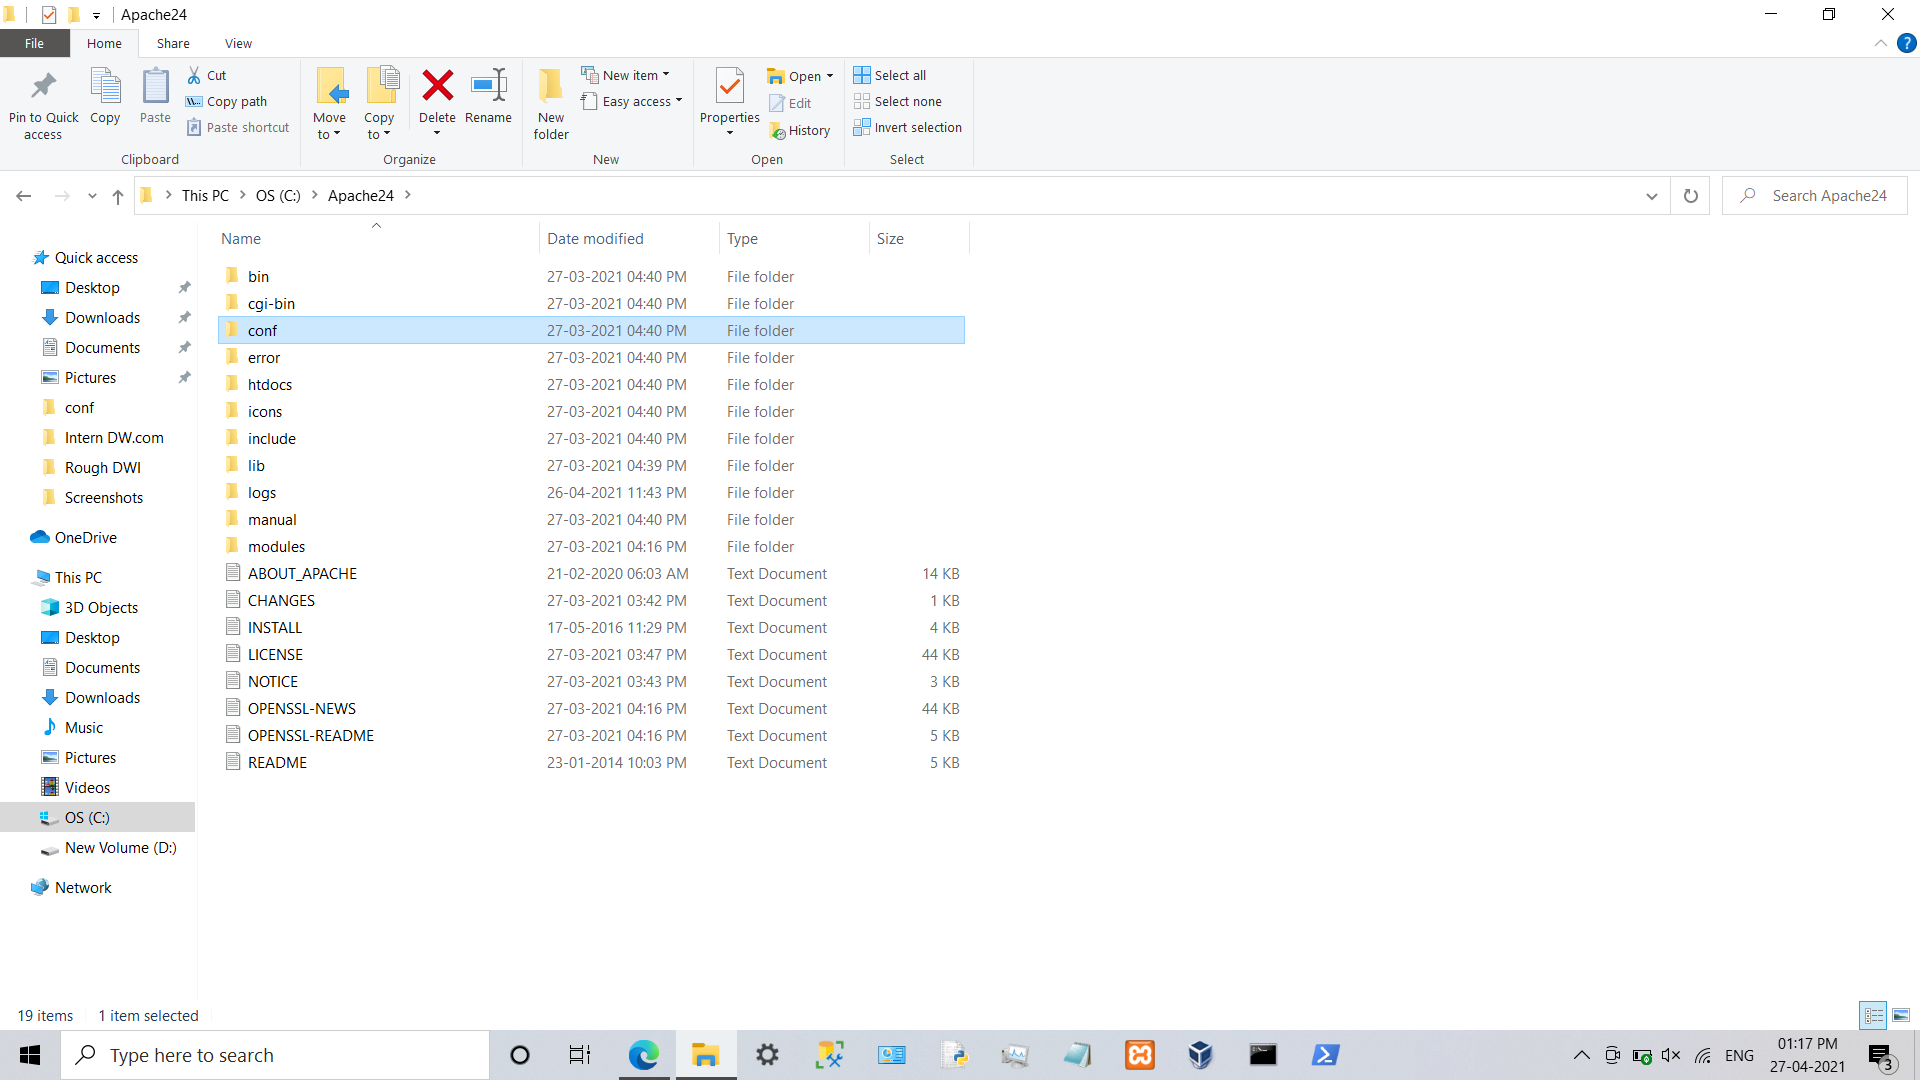 Apache24
File Home Share View
Pin to Quick access
Copy
Paste
Cut
Copy path
Paste shortcut
Clipboard
Move to
Copy to
Delete
Rename
Organize
New folder
New item
Easy access
New
Properties
Open
Edit
History
Open
Select all
Select none
Invert selection
Select
This PC > OS (C:) > Apache24 >
Search Apache24
Name Date modified Type Size
bin 27-03-2021 04:40 PM File folder
cgi-bin 27-03-2021 04:40 PM File folder
conf 27-03-2021 04:40 PM File folder
error 27-03-2021 04:40 PM File folder
htdocs 27-03-2021 04:40 PM File folder
icons 27-03-2021 04:40 PM File folder
include 27-03-2021 04:40 PM File folder
lib 27-03-2021 04:39 PM File folder
logs 26-04-2021 11:43 PM File folder
manual 27-03-2021 04:40 PM File folder
modules 27-03-2021 04:16 PM File folder
ABOUT_APACHE 21-02-2020 06:03 AM Text Document 14 KB
CHANGES 27-03-2021 03:42 PM Text Document 1 KB
INSTALL 17-05-2016 11:29 PM Text Document 4 KB
LICENSE 27-03-2021 03:47 PM Text Document 44 KB
NOTICE 27-03-2021 03:43 PM Text Document 3 KB
OPENSSL-NEWS 27-03-2021 04:16 PM Text Document 44 KB
OPENSSL-README 27-03-2021 04:16 PM Text Document 5 KB
README 23-01-2014 10:03 PM Text Document 5 KB
Quick access
Desktop
Downloads
Documents
Pictures
conf
Intern DW.com
Rough DWI
Screenshots
OneDrive
This PC
3D Objects
Desktop
Documents
Downloads
Music
Pictures
Videos
OS (C:)
New Volume (D:)
Network
19 items 1 item selected
Type here to search
ENG
01:17 PM
27-04-2021
3